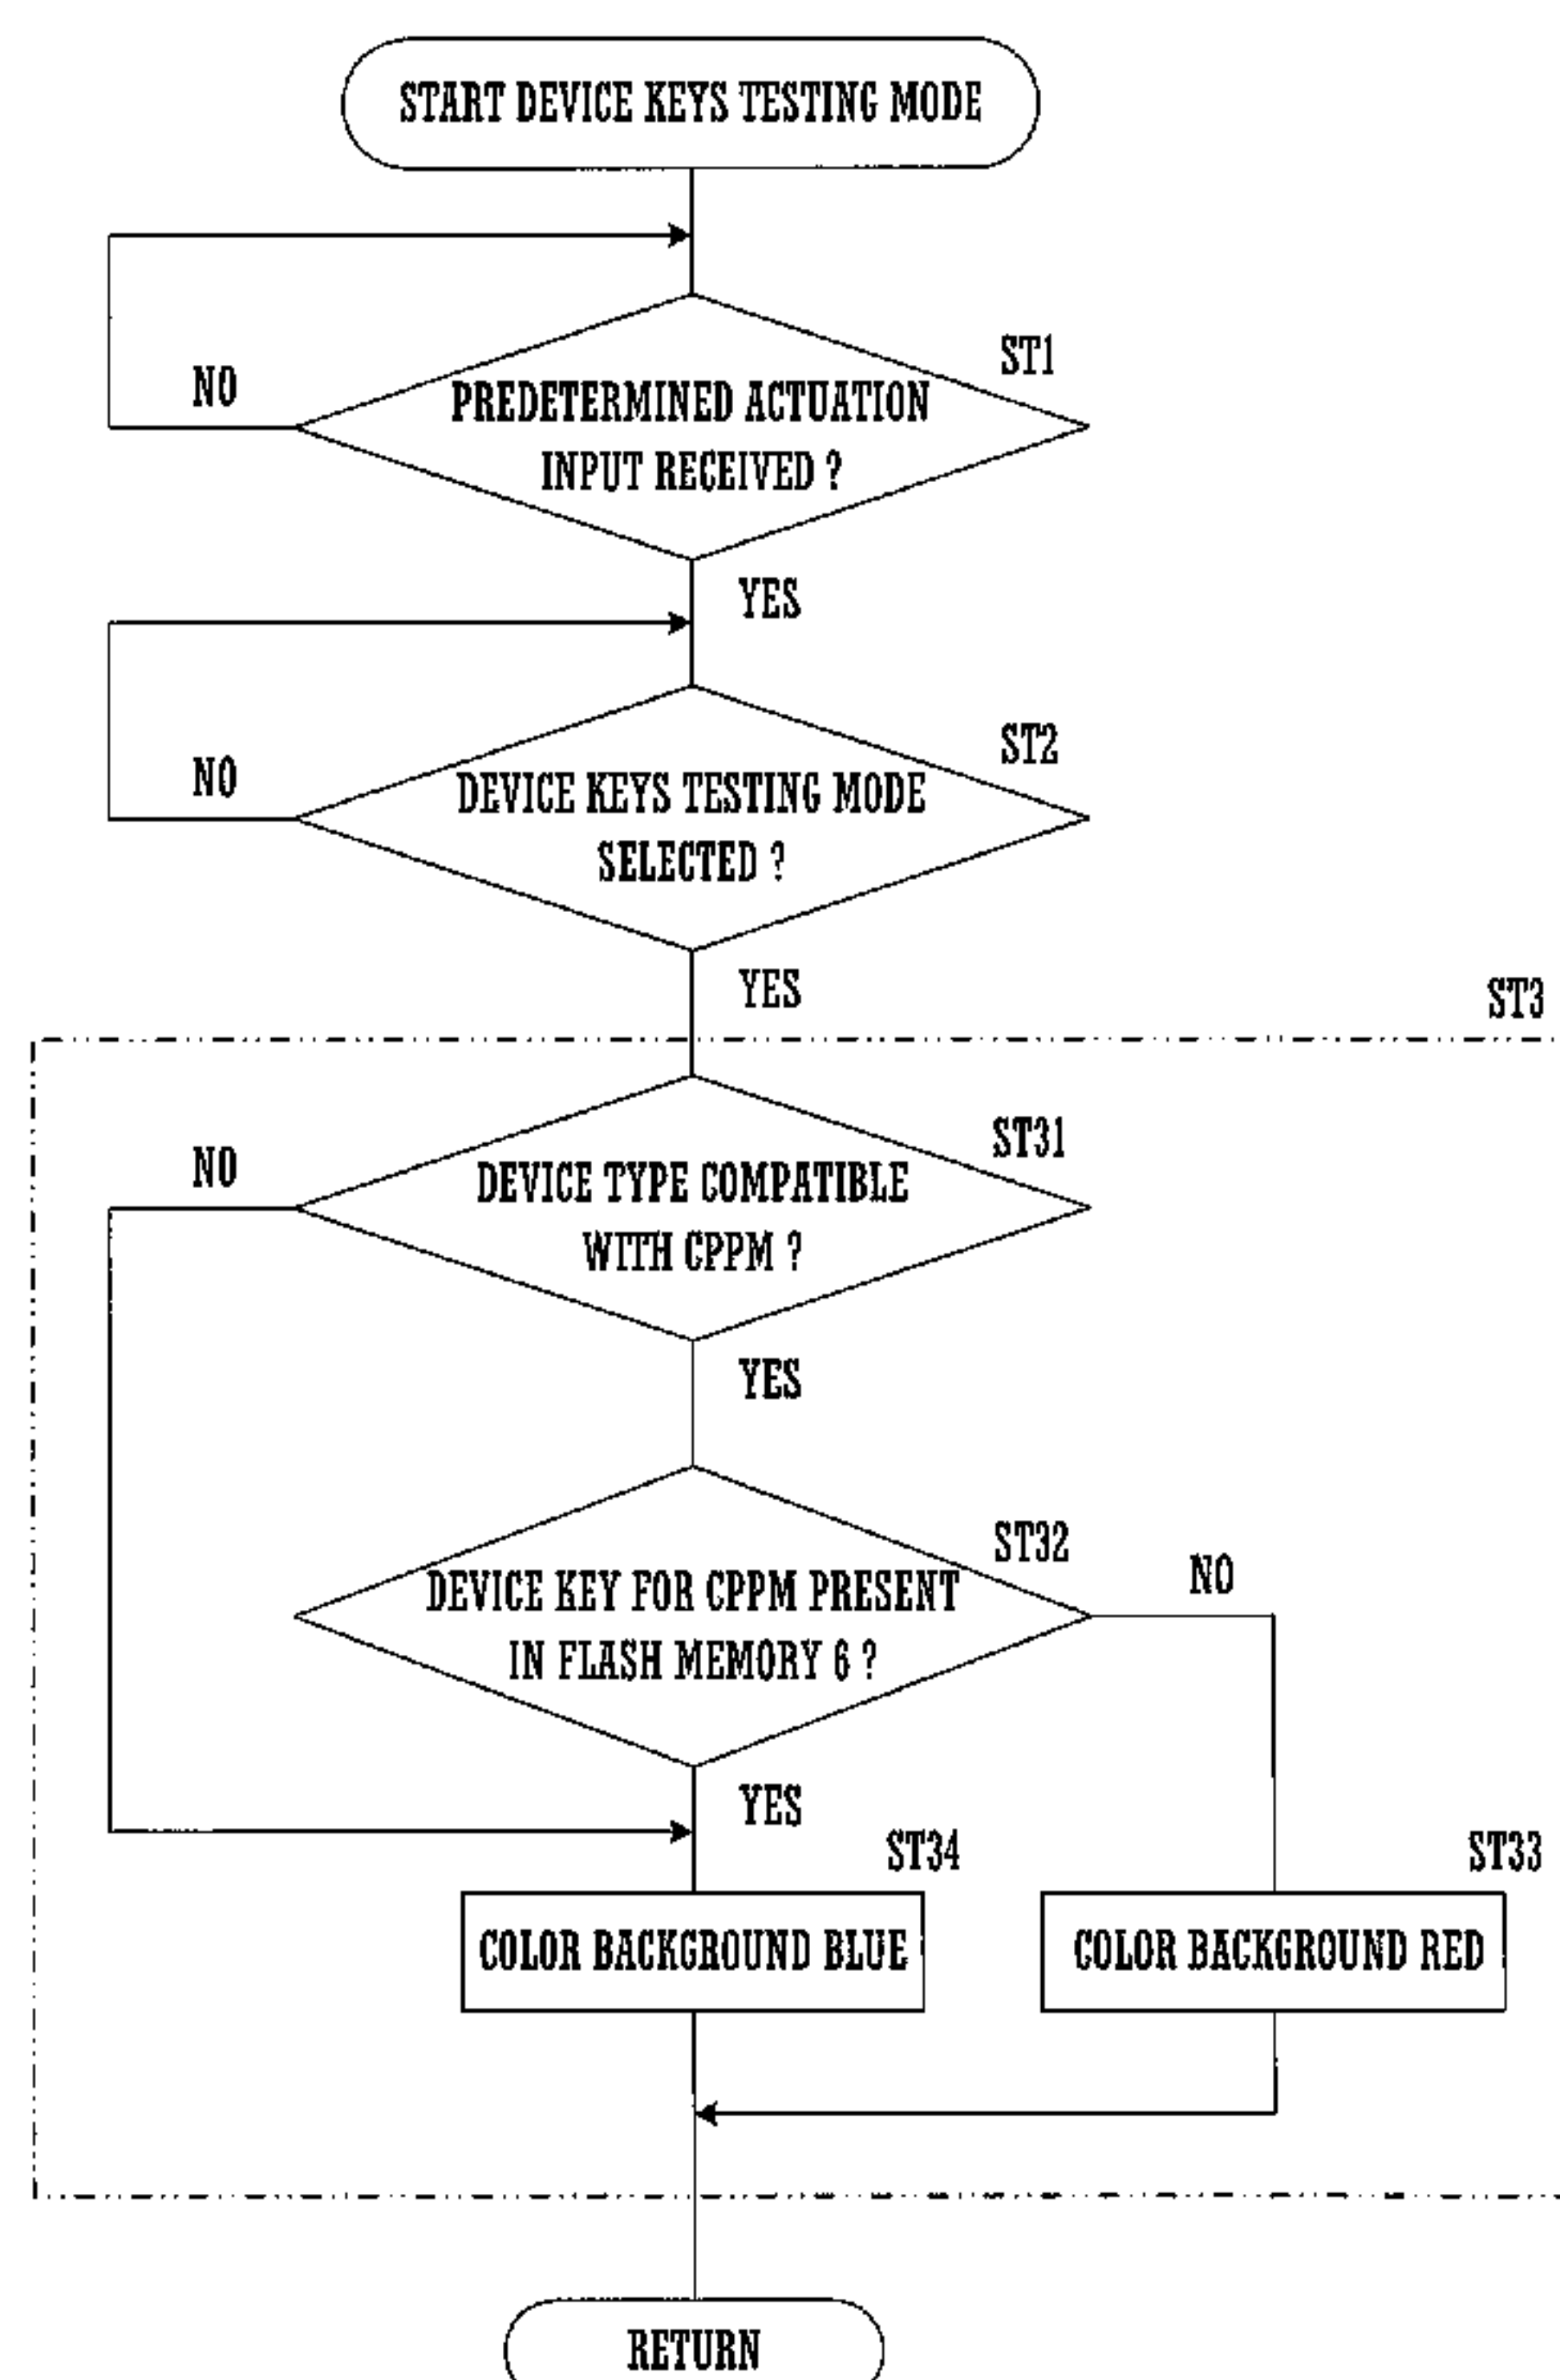 START DEVICE KEYS TESTING MODE
ST1
NO
PREDETERMINED ACTUATION
INPUT RECEIVED ?
YES
ST2
NO
DEVICE KEYS TESTING MODE
SELECTED ?
YES
ST3
ST31
NO
DEVICE TYPE COMPATIBLE
WITH CPPM ?
YES
ST32
NO
DEVICE KEY FOR CPPM PRESENT
IN FLASH MEMORY 6 ?
YES
ST34
ST33
COLOR BACKGROUND BLUE
COLOR BACKGROUND RED
RETURN